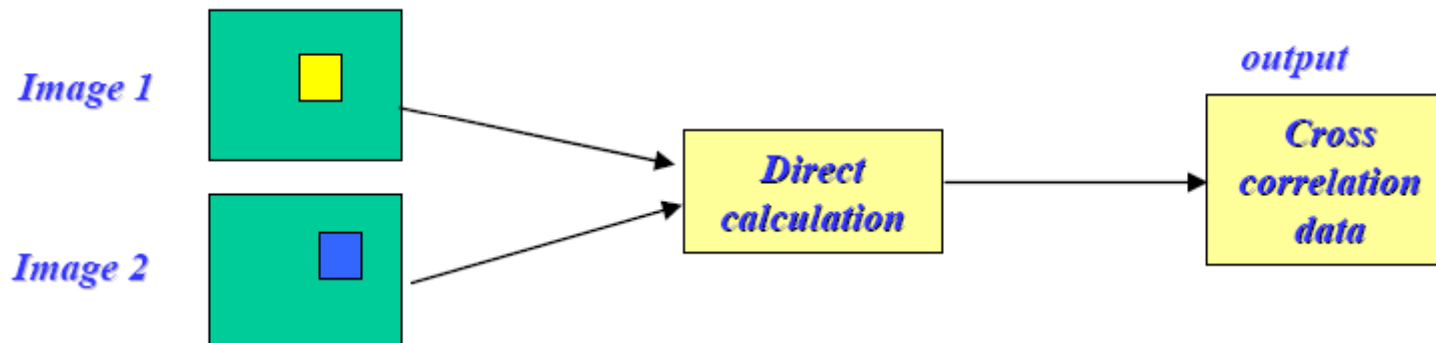 Image 1
Image 2
Direct
calculation
output
Cross
correlation
data